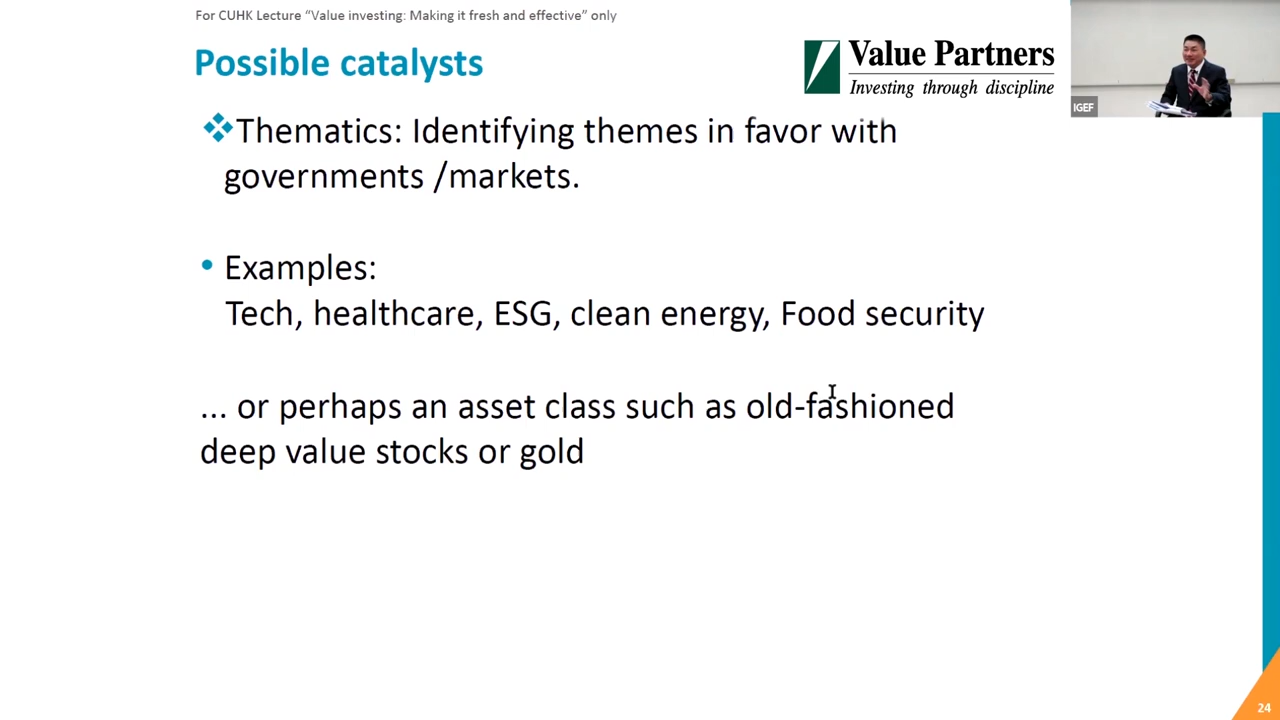 For CUHK Lecture “Value investing: Making it fresh and effective” only
Possible catalysts
Value Partners
Investing through discipline
IGEF
❖Thematics: Identifying themes in favor with
governments /markets.
• Examples:
Tech, healthcare, ESG, clean energy, Food security
... or perhaps an asset class such as old-fashioned
deep value stocks or gold
24